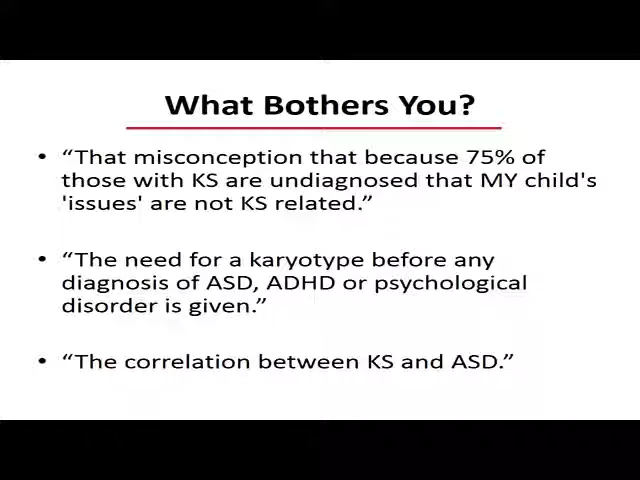 What Bothers You?
• “That misconception that because 75% of
those with KS are undiagnosed that MY child's
'issues' are not KS related.”
• “The need for a karyotype before any
diagnosis of ASD, ADHD or psychological
disorder is given.”
• “The correlation between KS and ASD.”